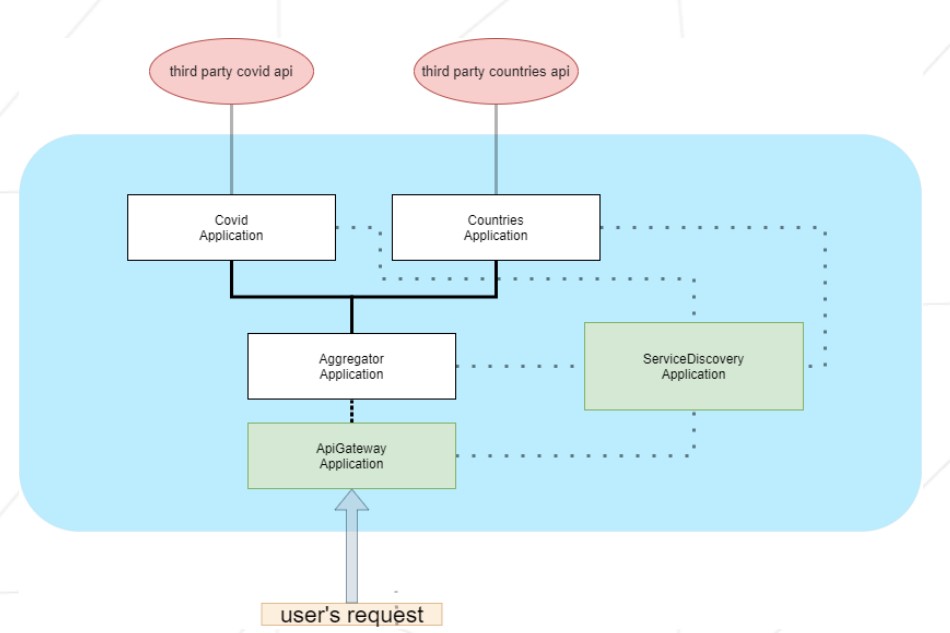 third party covid api
third party countries api
Covid
Application
Countries
Application
Aggregator
Application
ServiceDiscovery
Application
ApiGateway
Application
user's request